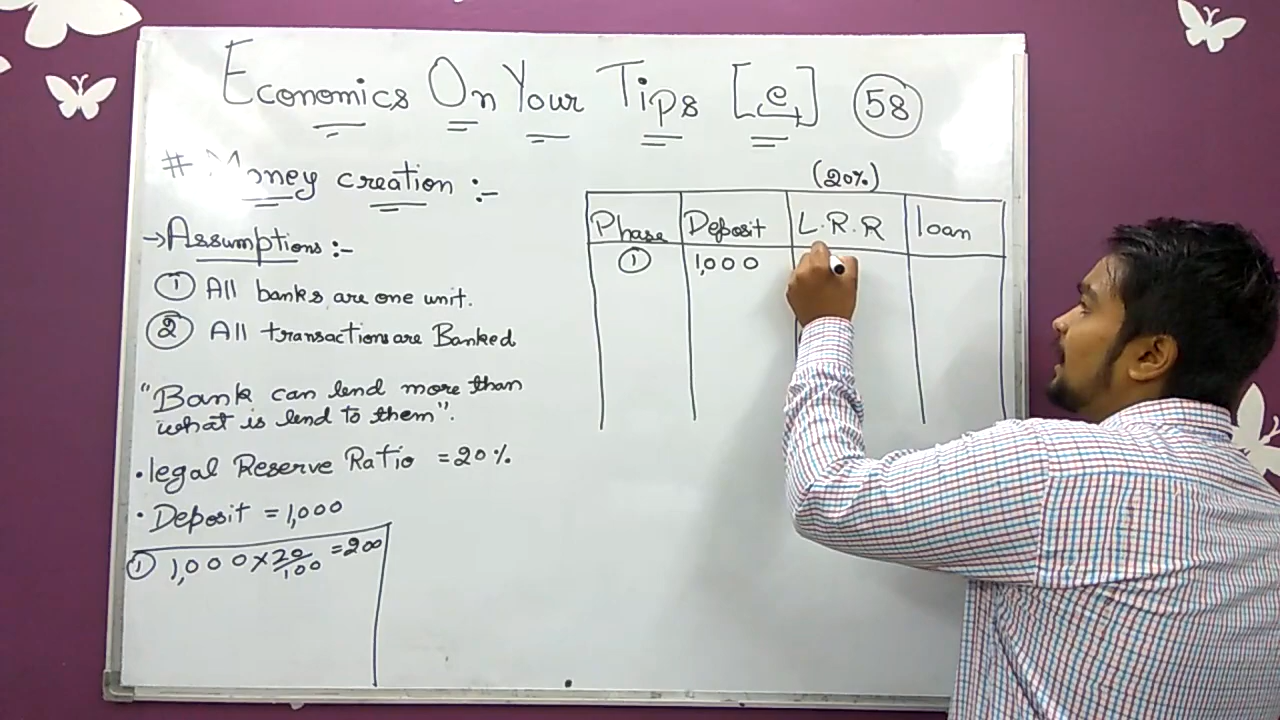 Economics On Your Tips [e] 58
# Money creation :-
→ Assumptions :-
① All banks are one unit.
② All transactions are Banked
"Bank can lend more than
what is lend to them".
• legal Reserve Ratio = 20%
• Deposit = 1,000
① 1,000 × 20/100 = 200
(20%)
Phase Deposit L.R.R loan
① 1,000